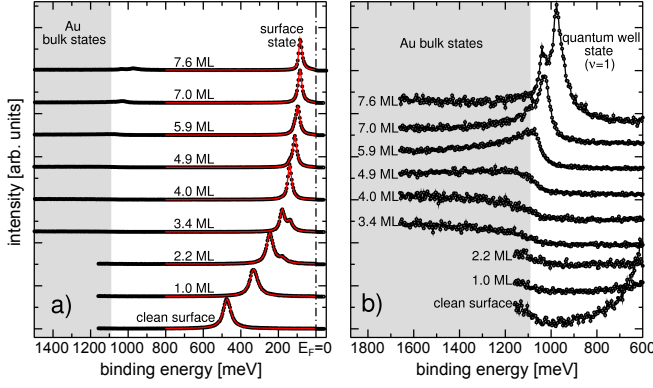 Au
bulk states
surface
state
7.6 ML
7.0 ML
5.9 ML
4.9 ML
4.0 ML
3.4 ML
2.2 ML
1.0 ML
clean surface
a)
intensity [arb. units]
1400 1200 1000 800 600 400 200 E_F=0
binding energy [meV]
Au bulk states
quantum well
state
(ν=1)
7.6 ML
7.0 ML
5.9 ML
4.9 ML
4.0 ML
3.4 ML
2.2 ML
1.0 ML
clean surface
b)
1800 1600 1400 1200 1000 800 600
binding energy [meV]